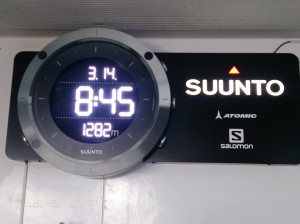 3.14.
8:45
1282m
SUUNTO
SUUNTO
ATOMIC
SALOMON